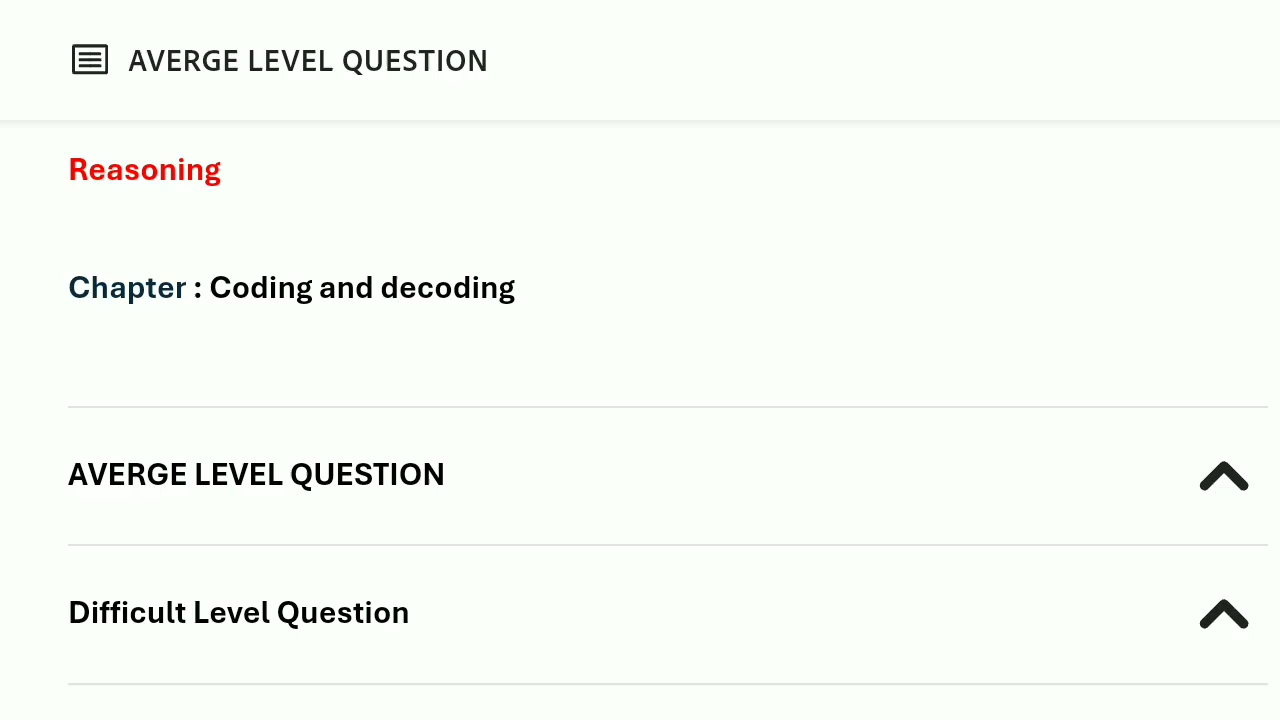 AVERGE LEVEL QUESTION
Reasoning
Chapter : Coding and decoding
AVERGE LEVEL QUESTION
Difficult Level Question